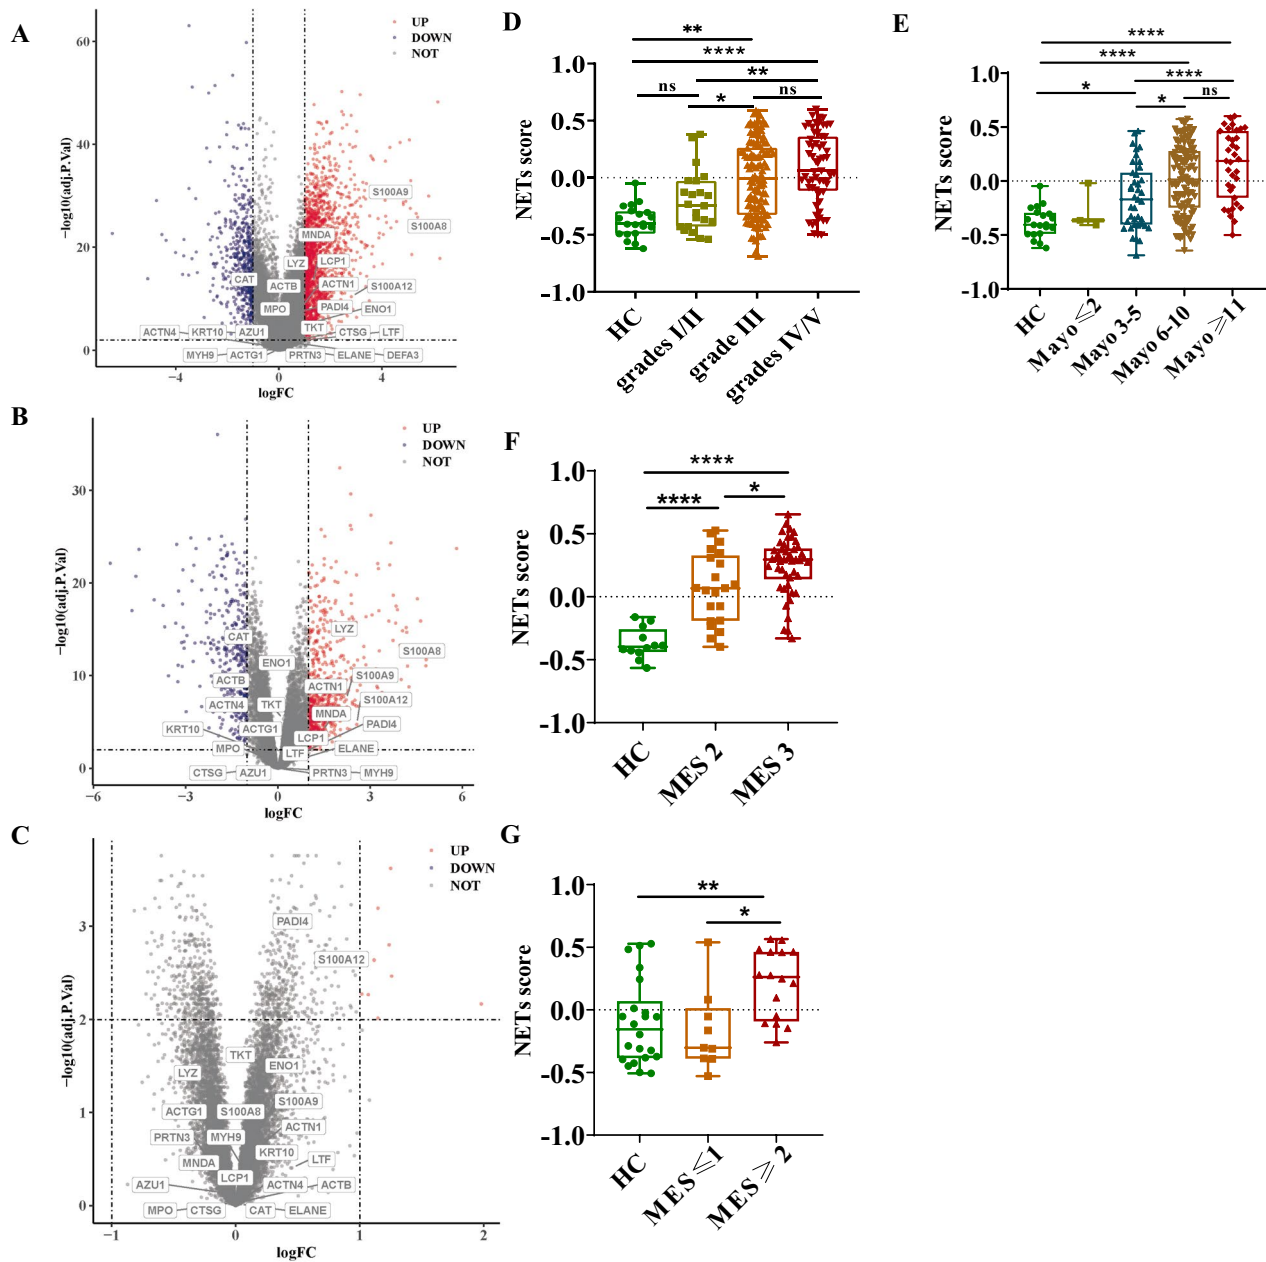 A
UP
DOWN
NOT
60
40
20
0
−log10(adj.P.Val)
S100A9
S100A8
MNDA
LYZ
LCP1
CAT
ACTB
ACTN1
S100A12
MPO
PADI4
ENO1
TKT
ACTN4
KRT10
AZU1
CTSG
LTF
MYH9
ACTG1
PRTN3
ELANE
DEFA3
−4
0
4
logFC
B
UP
DOWN
NOT
30
20
10
0
−log10(adj.P.Val)
CAT
LYZ
S100A8
ENO1
ACTB
S100A9
ACTN1
ACTN4
TKT
S100A12
MNDA
KRT10
ACTG1
PADI4
LCP1
MPO
LTF
ELANE
CTSG
AZU1
PRTN3
MYH9
−6
−3
0
3
6
logFC
C
UP
DOWN
NOT
3
2
1
0
−log10(adj.P.Val)
PADI4
S100A12
TKT
LYZ
ENO1
ACTG1
S100A8
S100A9
PRTN3
MYH9
ACTN1
KRT10
MNDA
LTF
LCP1
AZU1
ACTN4
ACTB
MPO
CTSG
CAT
ELANE
−1
0
1
2
logFC
D
**
****
**
ns
ns
*
1.0
0.5
0.0
-0.5
-1.0
NETs score
HC
grades I/II
grade III
grades IV/V
E
****
****
****
*
*
ns
1.0
0.5
0.0
-0.5
-1.0
NETs score
HC
Mayo⩽2
Mayo 3-5
Mayo 6-10
Mayo⩾11
F
****
****
*
1.0
0.5
0.0
-0.5
-1.0
NETs score
HC
MES 2
MES 3
G
**
*
1.0
0.5
0.0
-0.5
-1.0
NETs score
HC
MES⩽1
MES⩾2